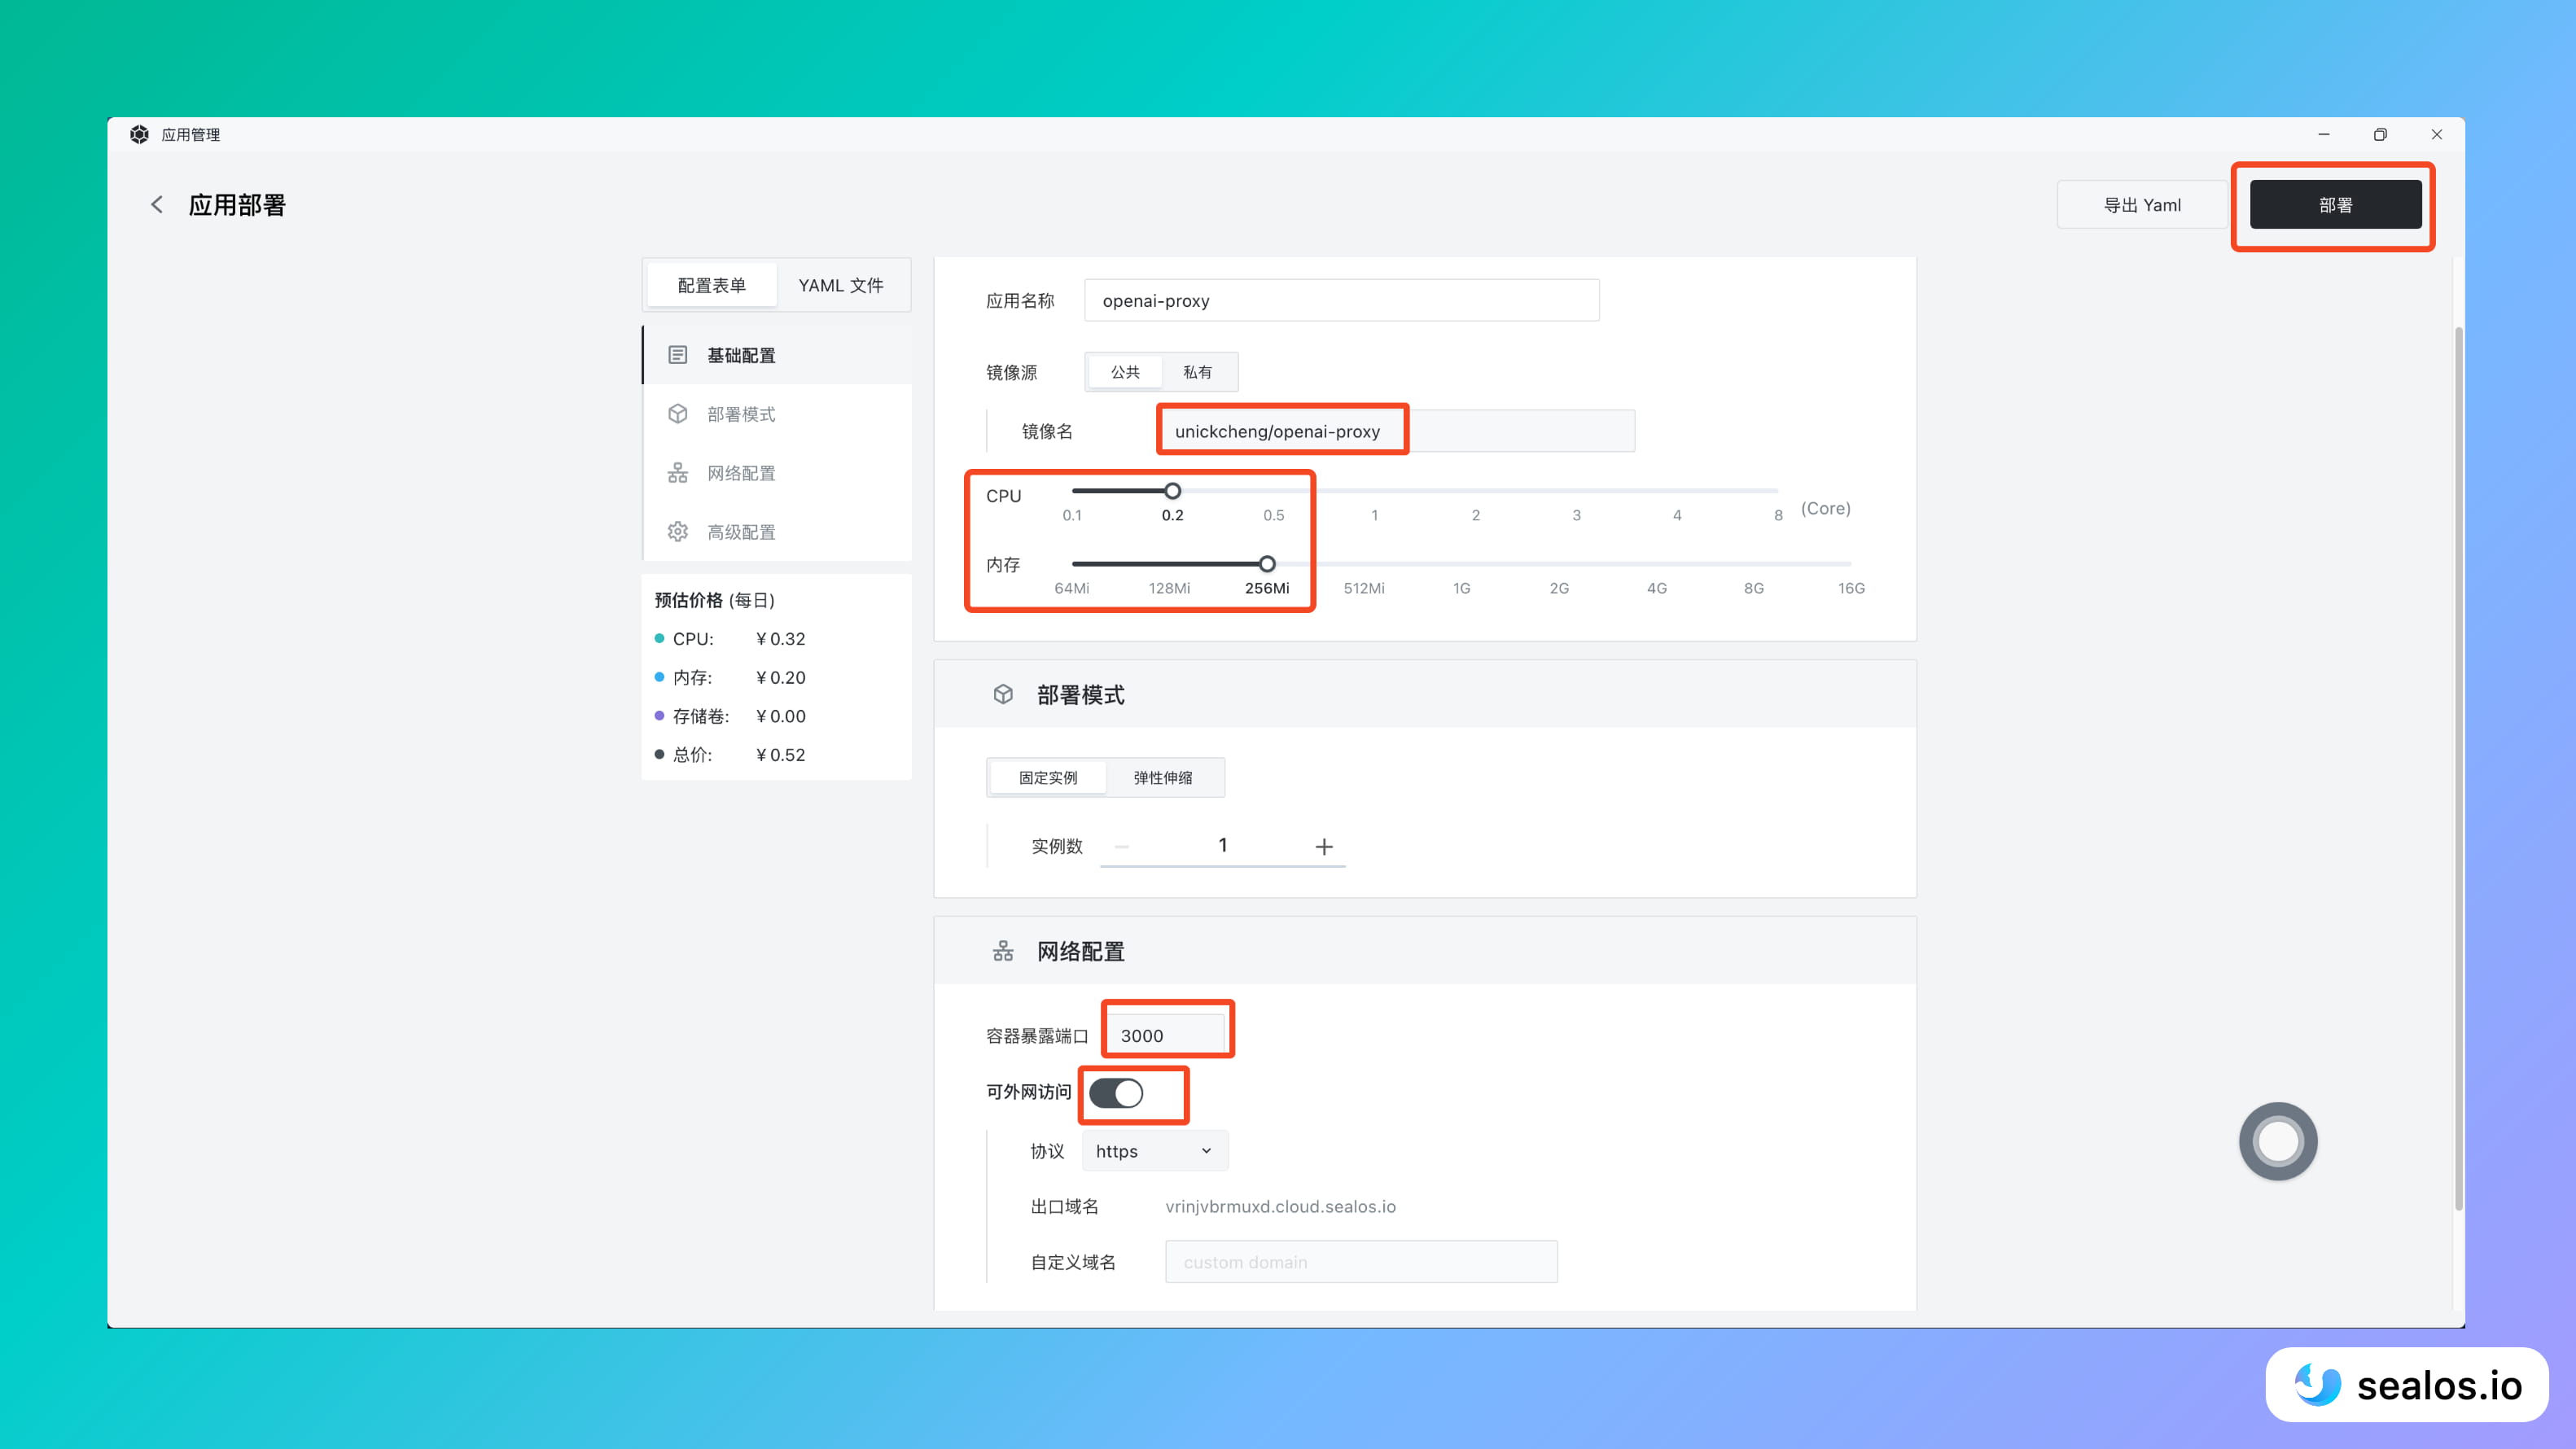 应用管理
应用部署
导出 Yaml
部署
配置表单
YAML 文件
基础配置
部署模式
网络配置
高级配置
预估价格 (每日)
CPU: ￥0.32
内存: ￥0.20
存储卷: ￥0.00
总价: ￥0.52
应用名称 openai-proxy
镜像源 公共 私有
镜像名 unickcheng/openai-proxy
CPU
0.1 0.2 0.5 1 2 3 4 8 (Core)
内存
64Mi 128Mi 256Mi 512Mi 1G 2G 4G 8G 16G
部署模式
固定实例 弹性伸缩
实例数 1
网络配置
容器暴露端口 3000
可外网访问
协议 https
出口域名 vrinjvbrmuxd.cloud.sealos.io
自定义域名 custom domain
sealos.io